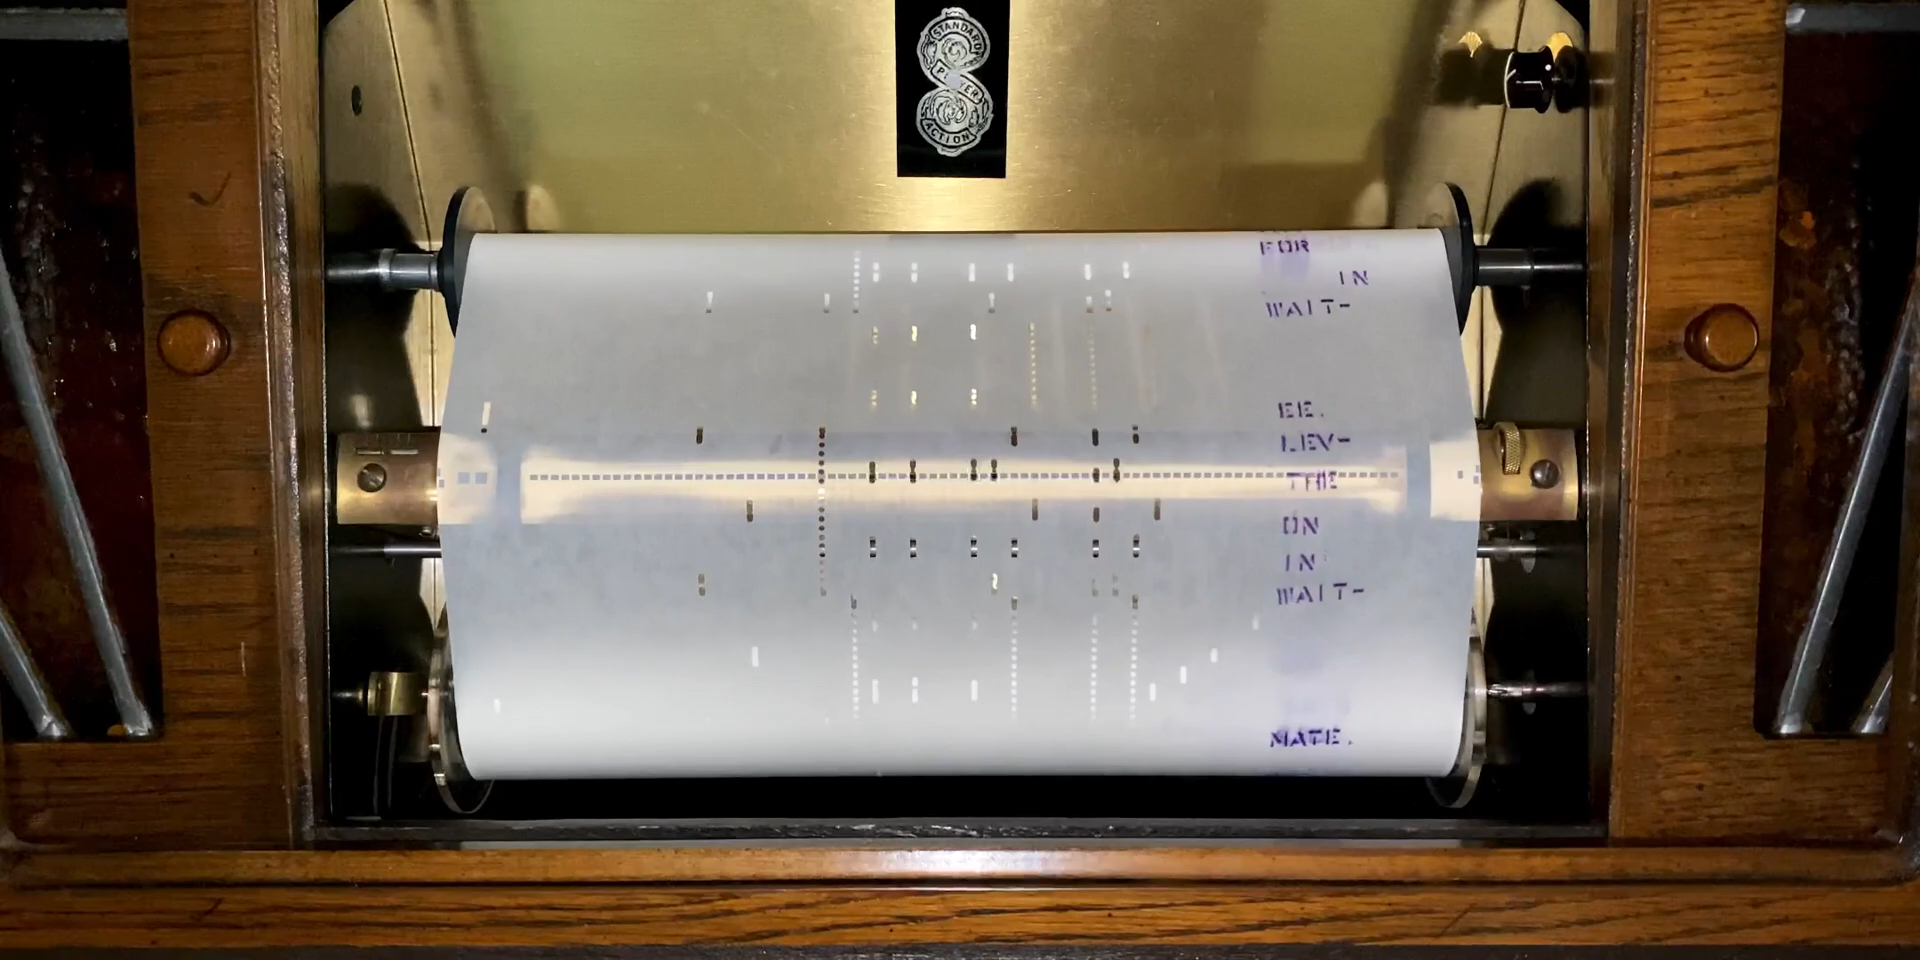 STANDARD
PLAYER
ACTION
FOR
IN
WAIT-
EE.
LEV-
THE
ON
IN
WAIT-
MATE.